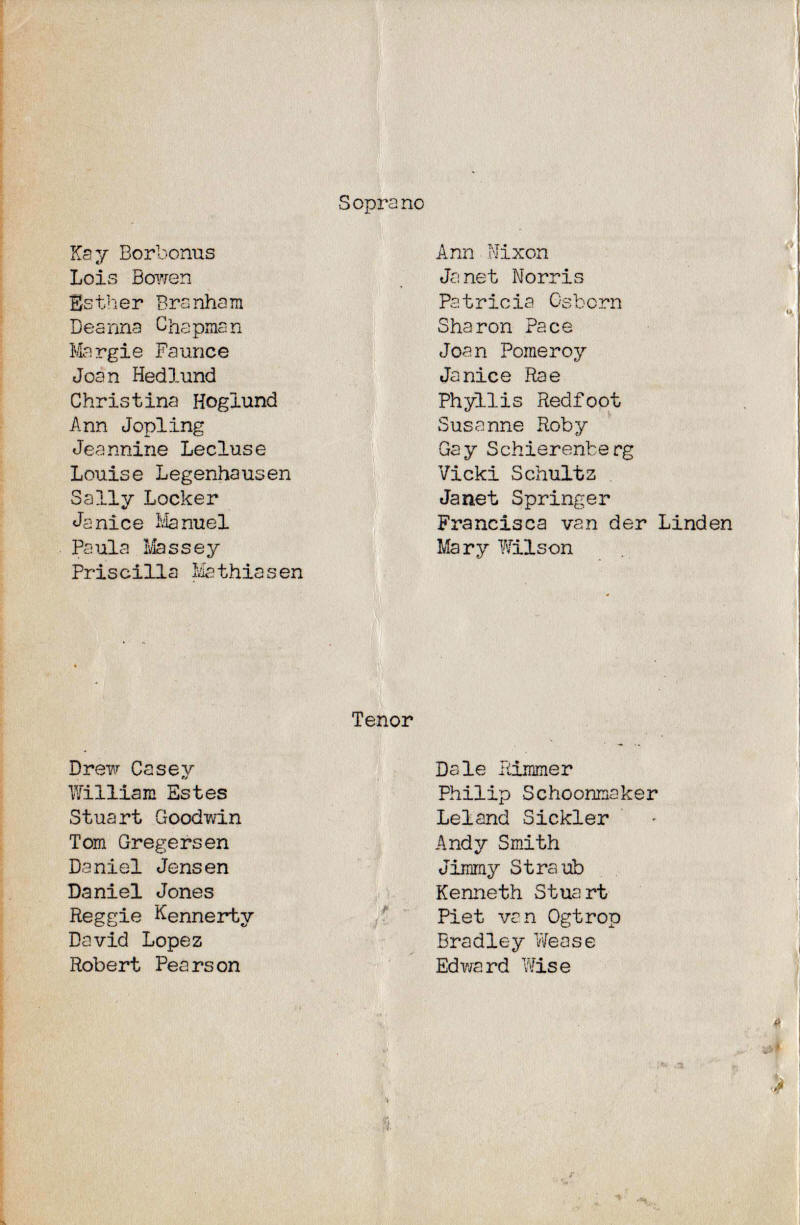 Soprano
Kay Borbonus
Lois Bowen
Esther Branham
Deanna Chapman
Margie Faunce
Joan Hedlund
Christina Hoglund
Ann Jopling
Jeannine Lecluse
Louise Legenhausen
Sally Locker
Janice Manuel
Paula Massey
Priscilla Mathiasen
Ann Nixon
Janet Norris
Patricia Osborn
Sharon Pace
Joan Pomeroy
Janice Rae
Phyllis Redfoot
Susanne Roby
Gay Schierenberg
Vicki Schultz
Janet Springer
Francisca van der Linden
Mary Wilson
Tenor
Drew Casey
William Estes
Stuart Goodwin
Tom Gregersen
Daniel Jensen
Daniel Jones
Reggie Kennerty
David Lopez
Robert Pearson
Dale Rimmer
Philip Schoonmaker
Leland Sickler
Andy Smith
Jimmy Straub
Kenneth Stuart
Piet van Ogtrop
Bradley Wease
Edward Wise